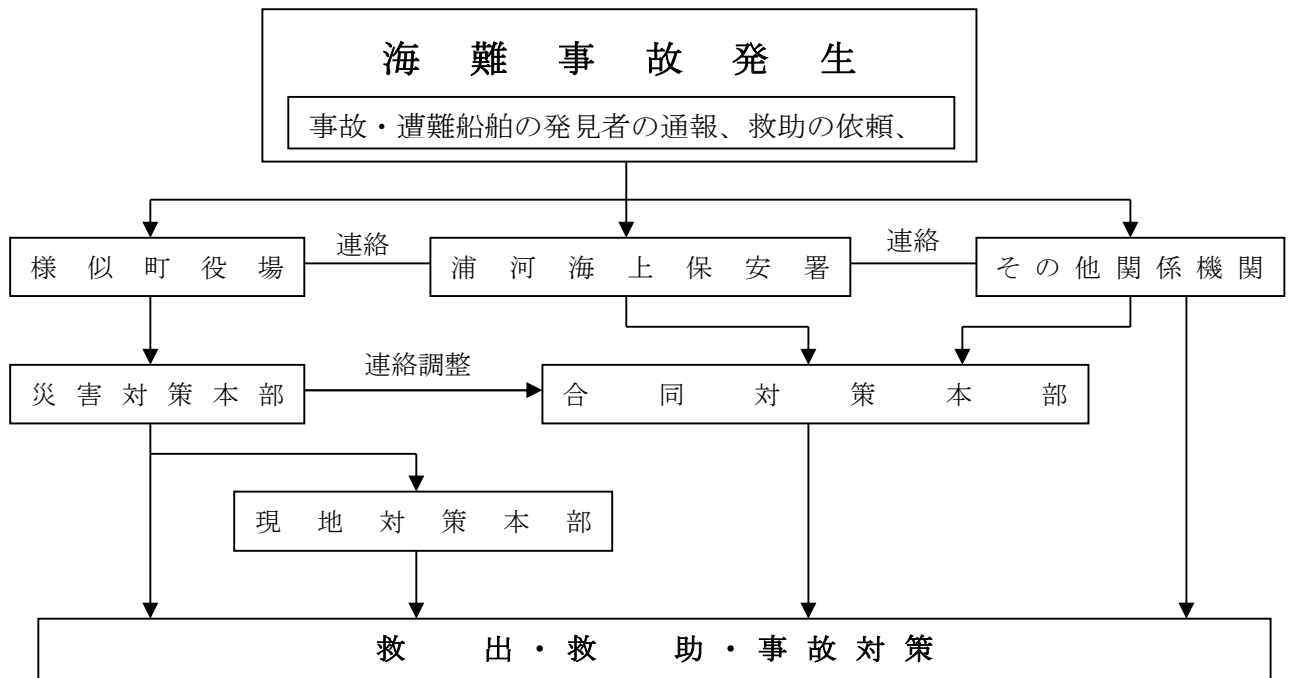 海難事故発生
事故・遭難船舶の発見者の通報、救助の依頼、
様似町役場
連絡
浦河海上保安署
連絡
その他関係機関
災害対策本部
連絡調整
合同対策本部
現地対策本部
救出・救助・事故対策